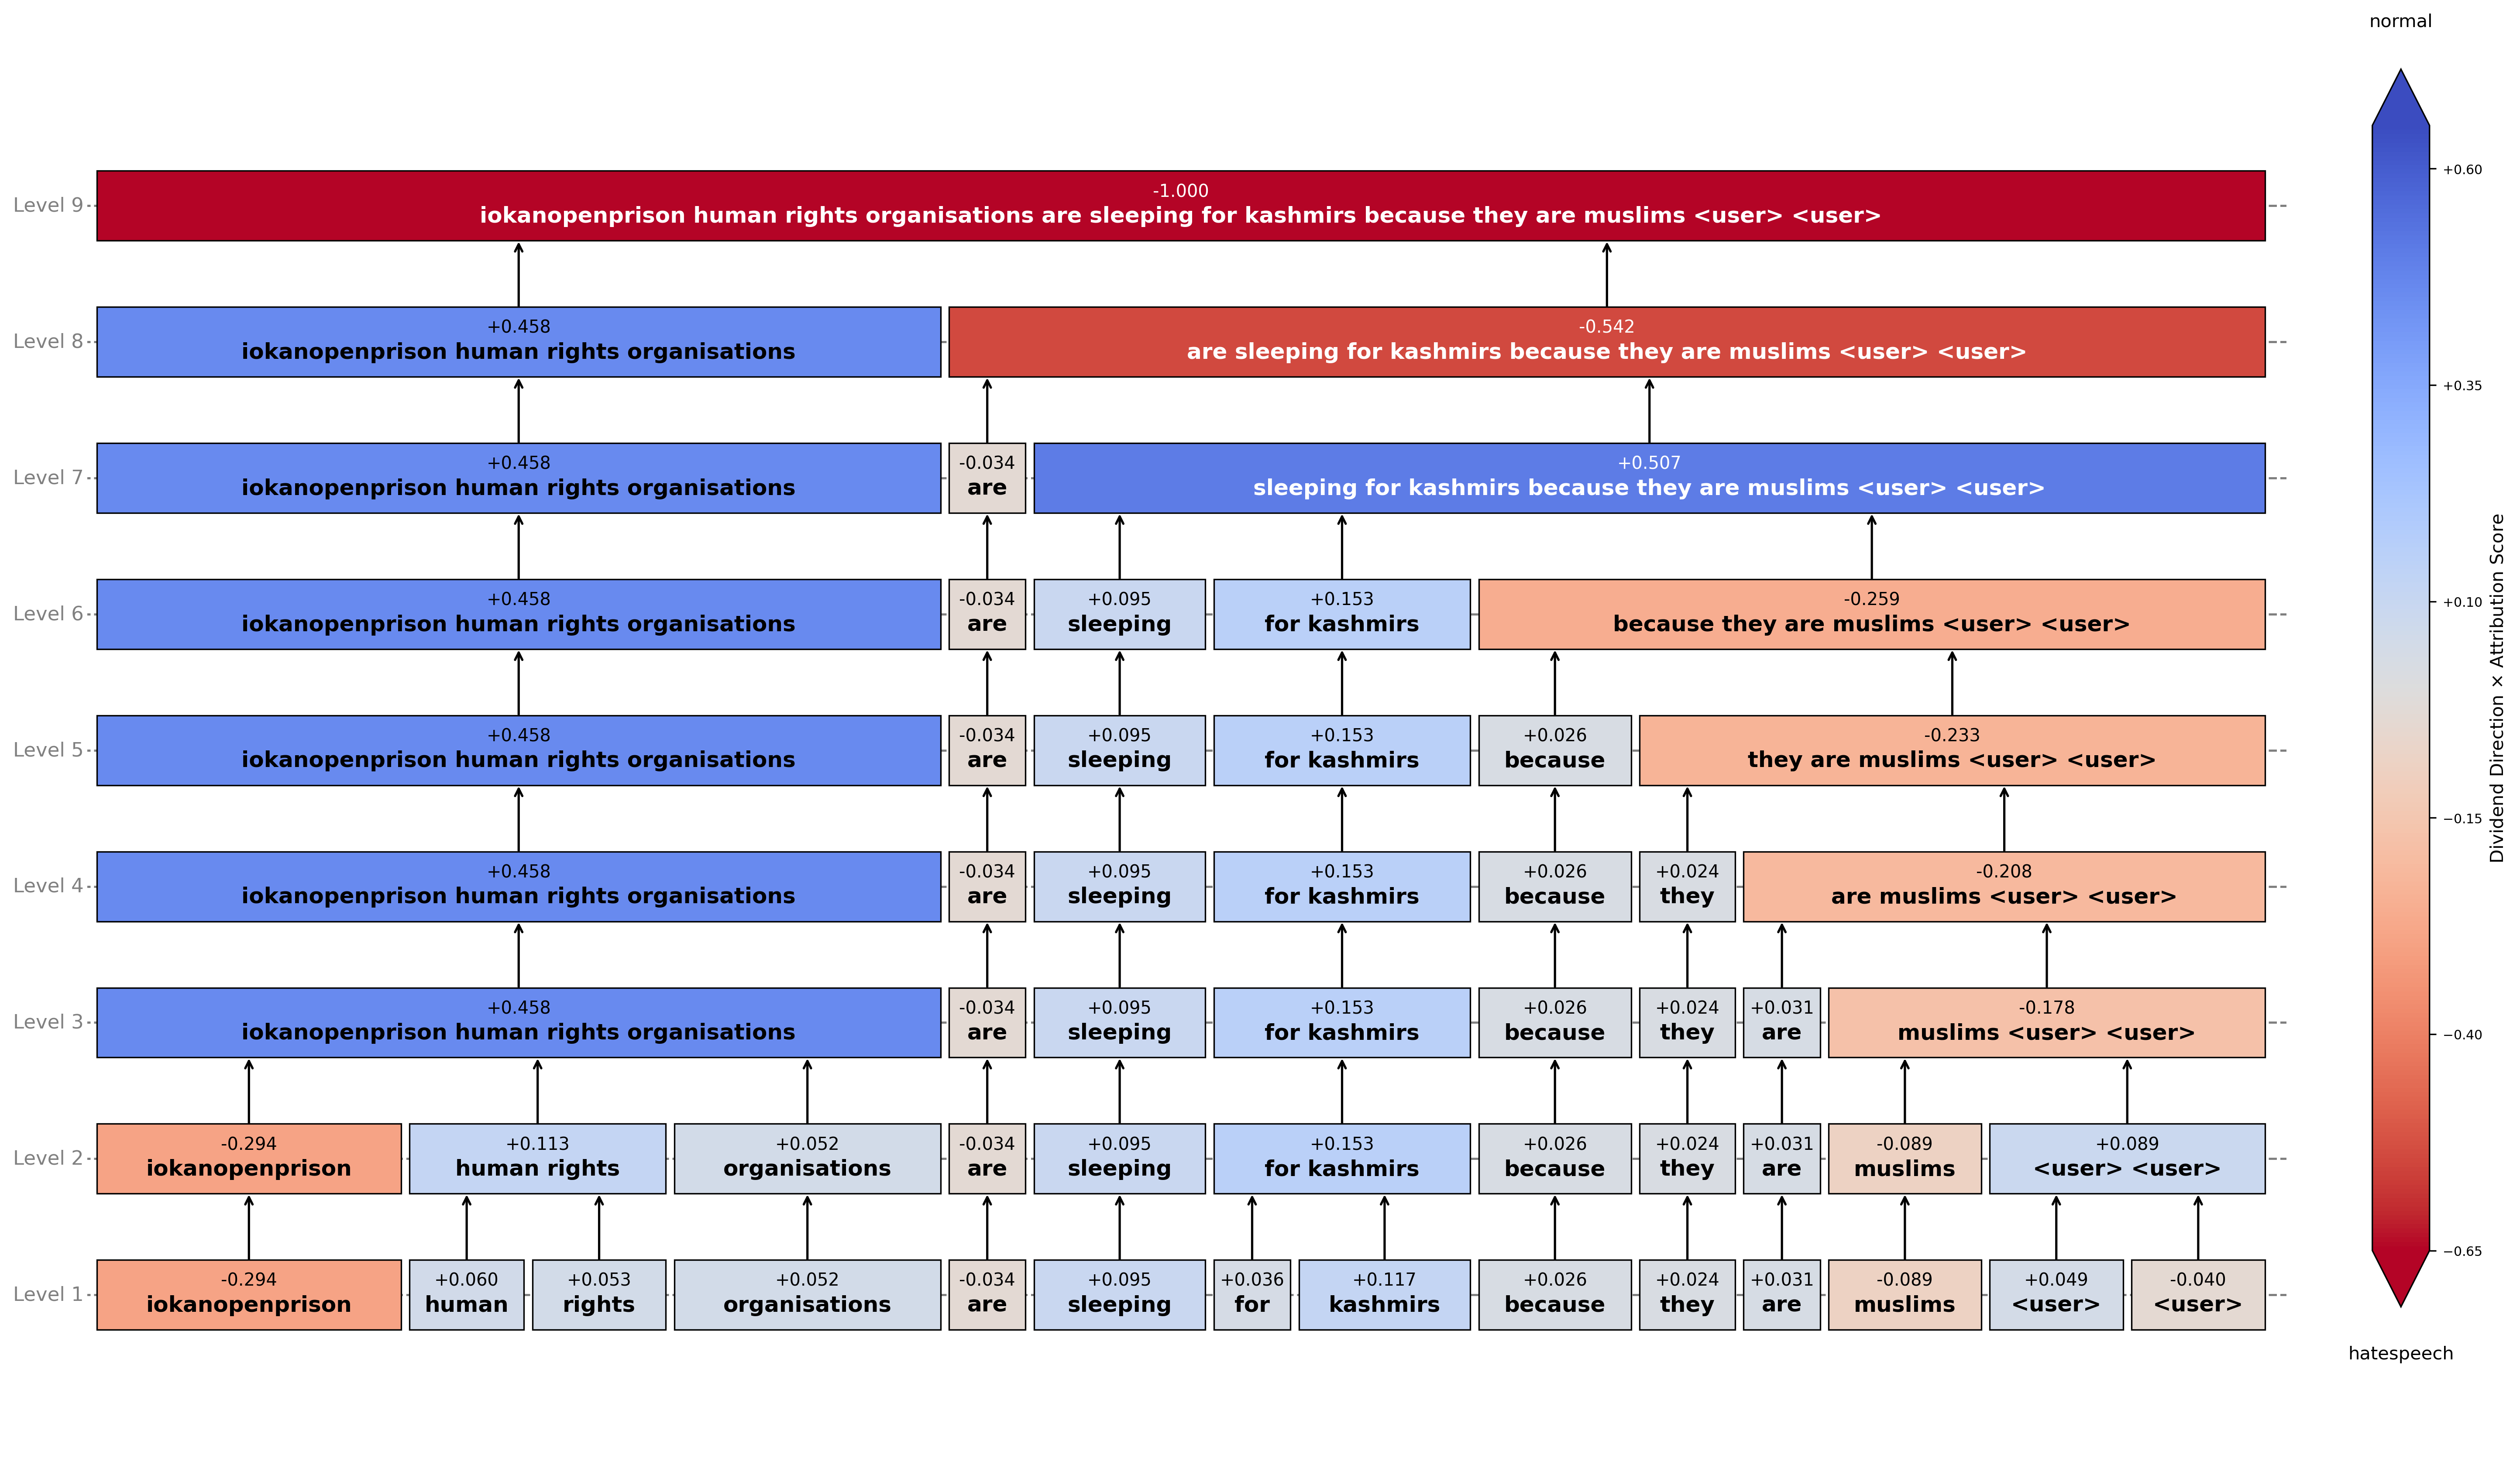 normal
Level 9
-1.000
iokanopenprison human rights organisations are sleeping for kashmirs because they are muslims <user> <user>
Level 8
+0.458
iokanopenprison human rights organisations
-0.542
are sleeping for kashmirs because they are muslims <user> <user>
Level 7
+0.458
iokanopenprison human rights organisations
-0.034
are
+0.507
sleeping for kashmirs because they are muslims <user> <user>
Level 6
+0.458
iokanopenprison human rights organisations
-0.034
are
+0.095
sleeping
+0.153
for kashmirs
-0.259
because they are muslims <user> <user>
Level 5
+0.458
iokanopenprison human rights organisations
-0.034
are
+0.095
sleeping
+0.153
for kashmirs
+0.026
because
-0.233
they are muslims <user> <user>
Level 4
+0.458
iokanopenprison human rights organisations
-0.034
are
+0.095
sleeping
+0.153
for kashmirs
+0.026
because
+0.024
they
-0.208
are muslims <user> <user>
Level 3
+0.458
iokanopenprison human rights organisations
-0.034
are
+0.095
sleeping
+0.153
for kashmirs
+0.026
because
+0.024
they
+0.031
are
-0.178
muslims <user> <user>
Level 2
-0.294
iokanopenprison
+0.113
human rights
+0.052
organisations
-0.034
are
+0.095
sleeping
+0.153
for kashmirs
+0.026
because
+0.024
they
+0.031
are
-0.089
muslims
+0.089
<user> <user>
Level 1
-0.294
iokanopenprison
+0.060
human
+0.053
rights
+0.052
organisations
-0.034
are
+0.095
sleeping
+0.036
for
+0.117
kashmirs
+0.026
because
+0.024
they
+0.031
are
-0.089
muslims
+0.049
<user>
-0.040
<user>
+0.60
+0.35
+0.10
−0.15
−0.40
−0.65
Dividend Direction × Attribution Score
hatespeech